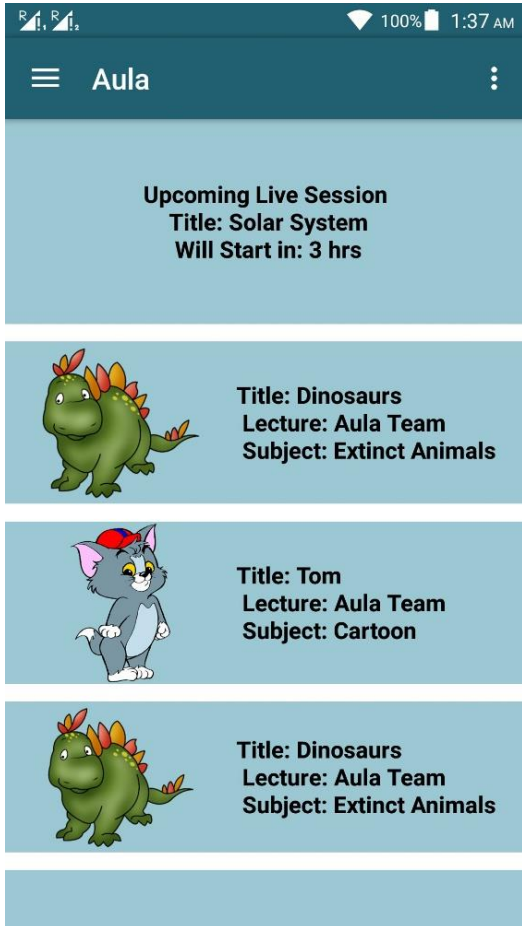 R 1 R 2 100% 1:37 AM
Aula
Upcoming Live Session
Title: Solar System
Will Start in: 3 hrs
Title: Dinosaurs
Lecture: Aula Team
Subject: Extinct Animals
Title: Tom
Lecture: Aula Team
Subject: Cartoon
Title: Dinosaurs
Lecture: Aula Team
Subject: Extinct Animals